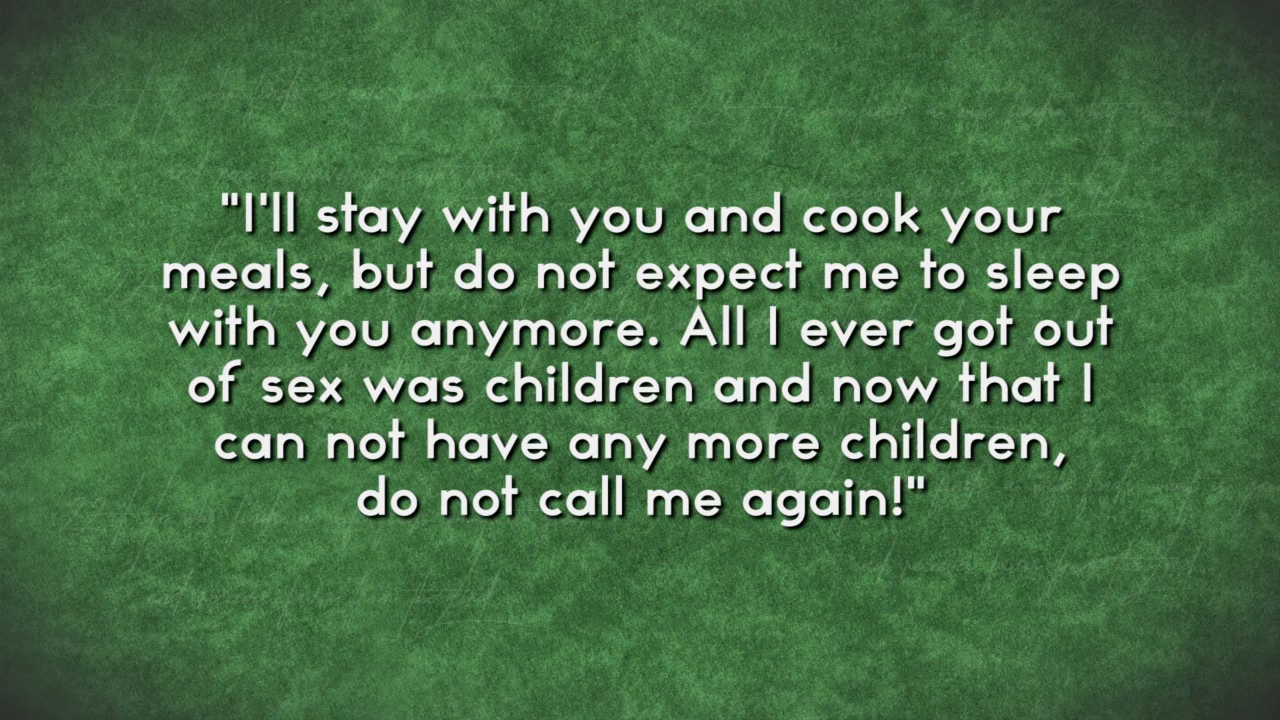 "I'll stay with you and cook your
meals, but do not expect me to sleep
with you anymore. All I ever got out
of sex was children and now that I
can not have any more children,
do not call me again!"